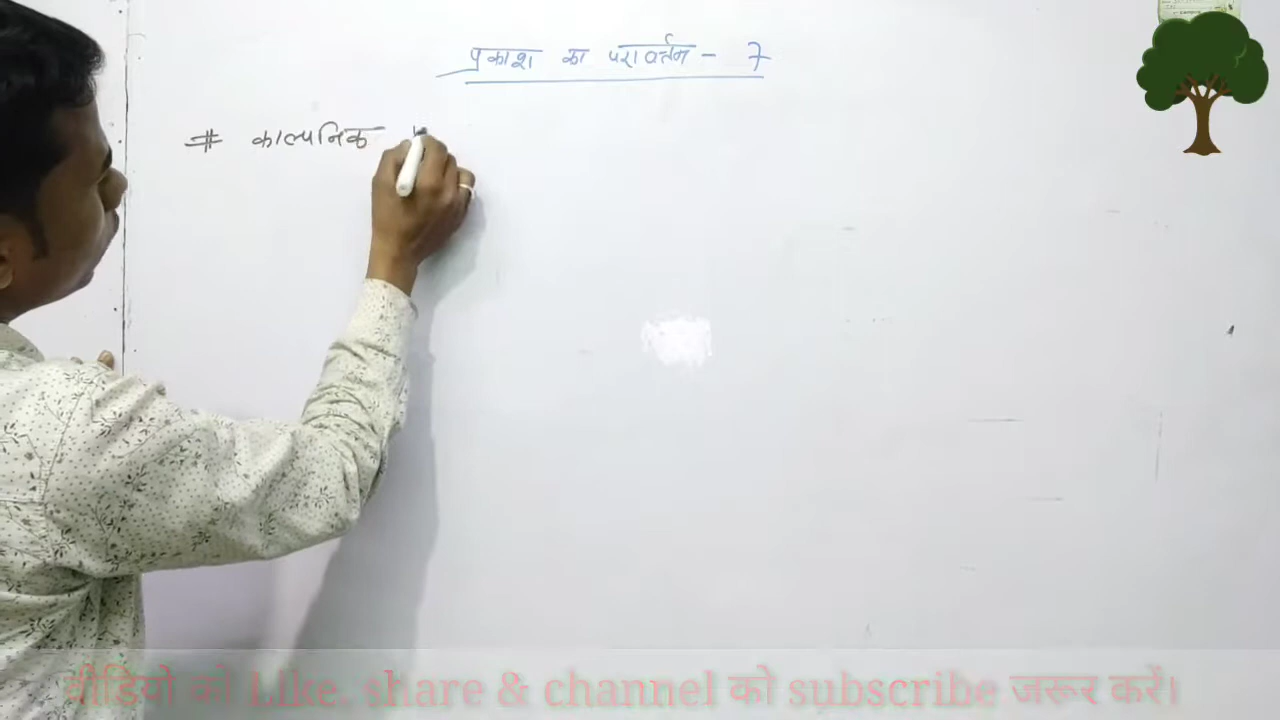 प्रकाश का परावर्तन - 7
# काल्पनिक
वीडियो को Like. share & channel को subscribe जरूर करें।